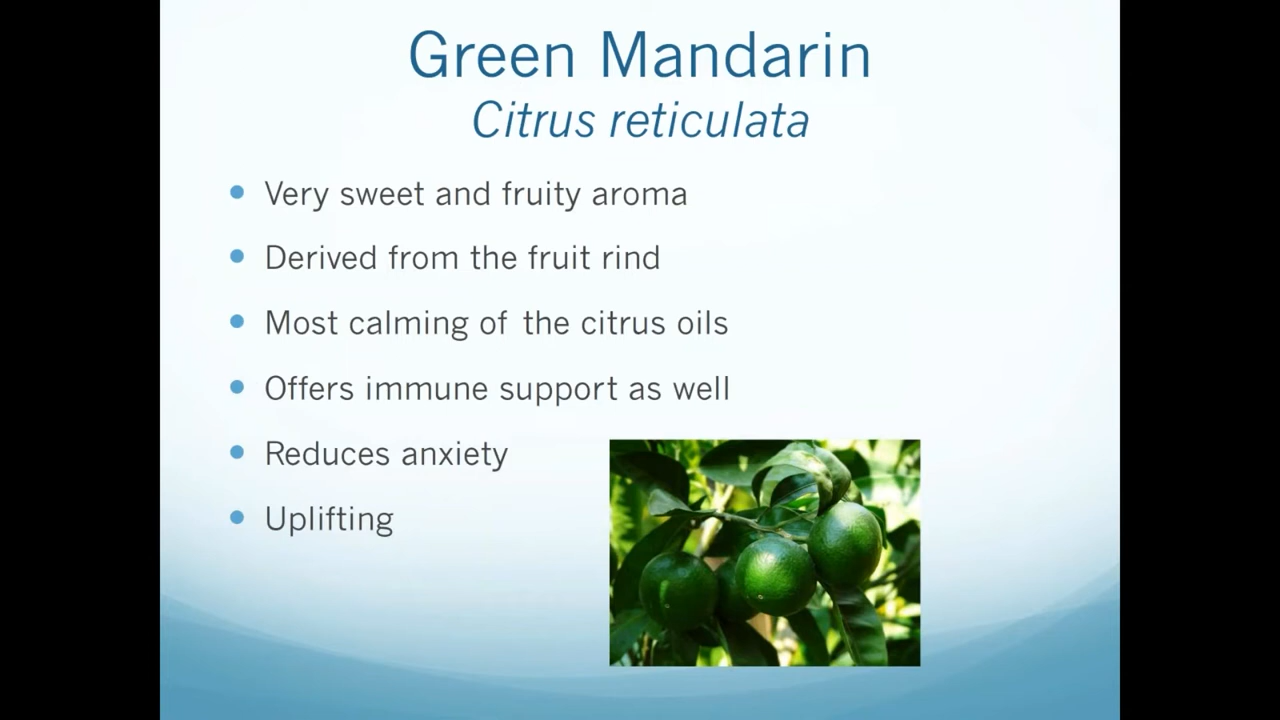 Green Mandarin
Citrus reticulata
• Very sweet and fruity aroma
• Derived from the fruit rind
• Most calming of the citrus oils
• Offers immune support as well
• Reduces anxiety
• Uplifting